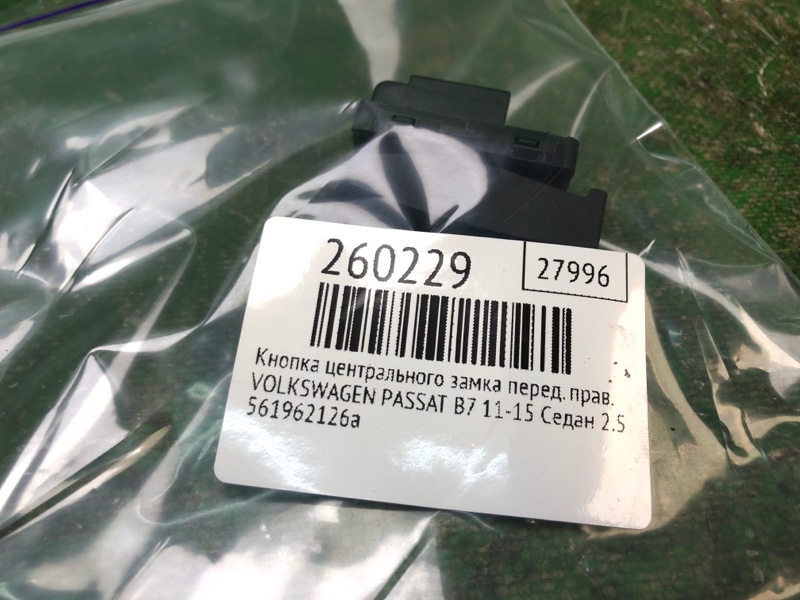 260229
27996
Кнопка центрального замка перед. прав.
VOLKSWAGEN PASSAT B7 11-15 Седан 2.5
561962126a